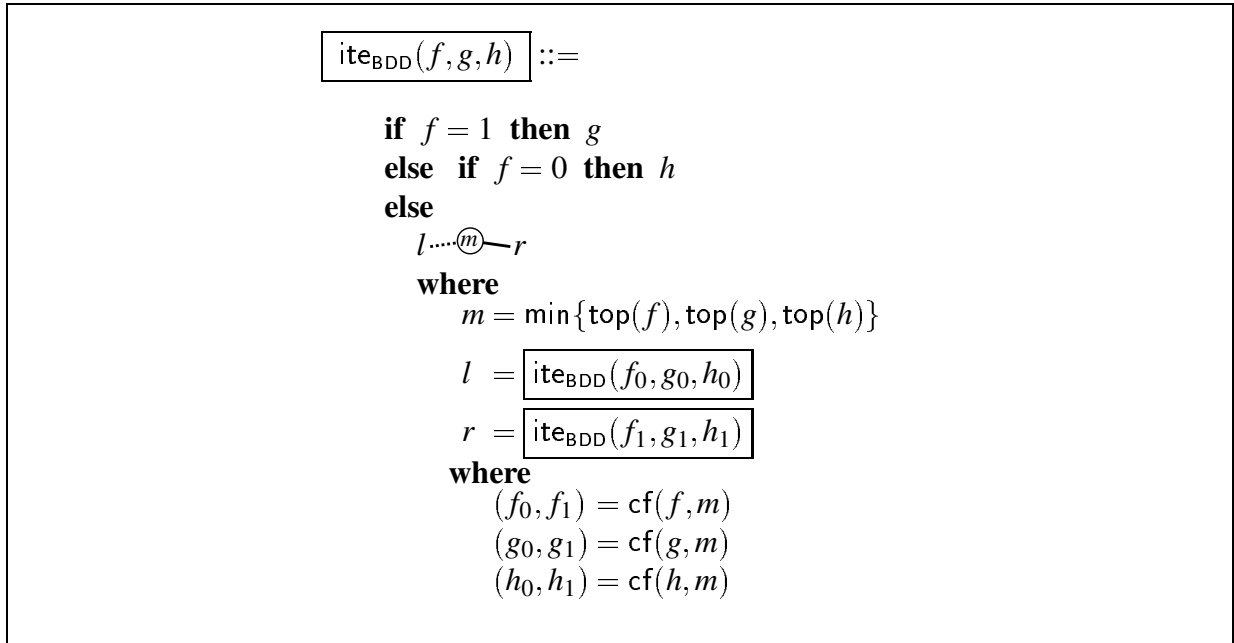 ite_BDD(f, g, h) ::=
if f = 1 then g
else if f = 0 then h
else
l m r
where
m = min{top(f), top(g), top(h)}
l = ite_BDD(f_0, g_0, h_0)
r = ite_BDD(f_1, g_1, h_1)
where
(f_0, f_1) = cf(f, m)
(g_0, g_1) = cf(g, m)
(h_0, h_1) = cf(h, m)